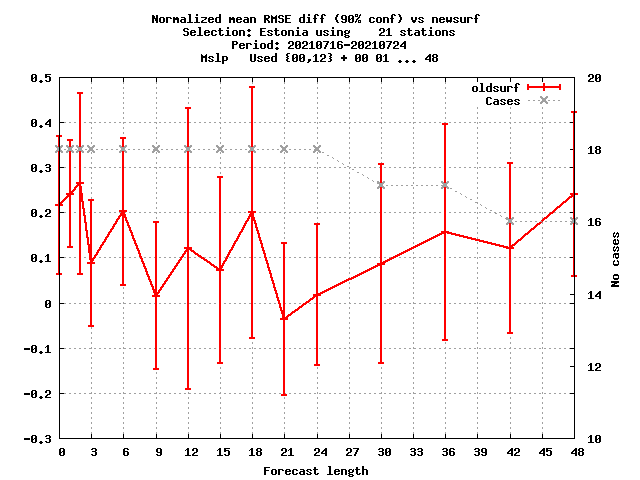 Normalized mean RMSE diff (90% conf) vs newsurf
Selection: Estonia using    21 stations
Period: 20210716-20210724
Mslp   Used {00,12} + 00 01 ... 48
oldsurf
Cases
0.5
0.4
0.3
0.2
0.1
0
-0.1
-0.2
-0.3
20
18
16
14
12
10
No cases
0 3 6 9 12 15 18 21 24 27 30 33 36 39 42 45 48
Forecast length